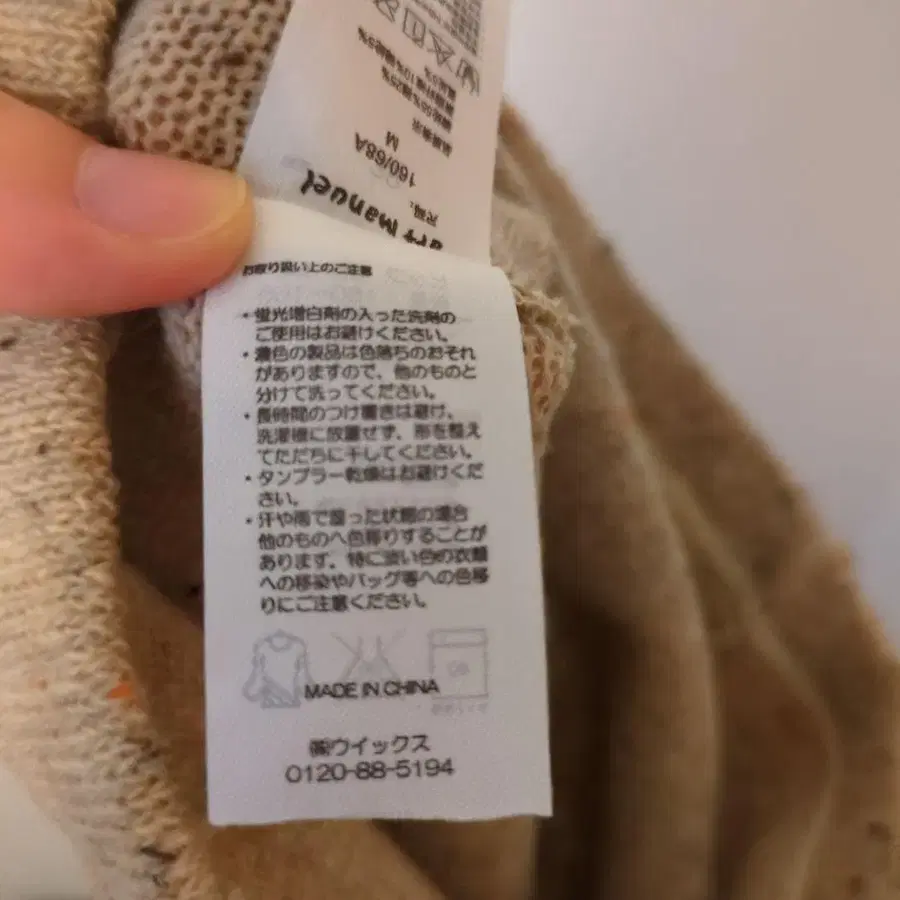 art Manuel
尺码:
160/68A
M
お取り扱い上のご注意
・蛍光増白剤の入った洗剤の
ご使用はお避けください。
・濃色の製品は色落ちのおそれ
がありますので、他のものと
分けて洗ってください。
・長時間のつけ置きは避け、
洗濯機に放置せず、形を整え
てただちに干してください。
・タンブラー乾燥はお避けくだ
さい。
・汗や雨で湿った状態の場合
他のものへ色移りすることが
あります。特に淡い色の衣類
への移染やバッグ等への色移
りにご注意ください。
MADE IN CHINA
㈱ウイックス
0120-88-5194